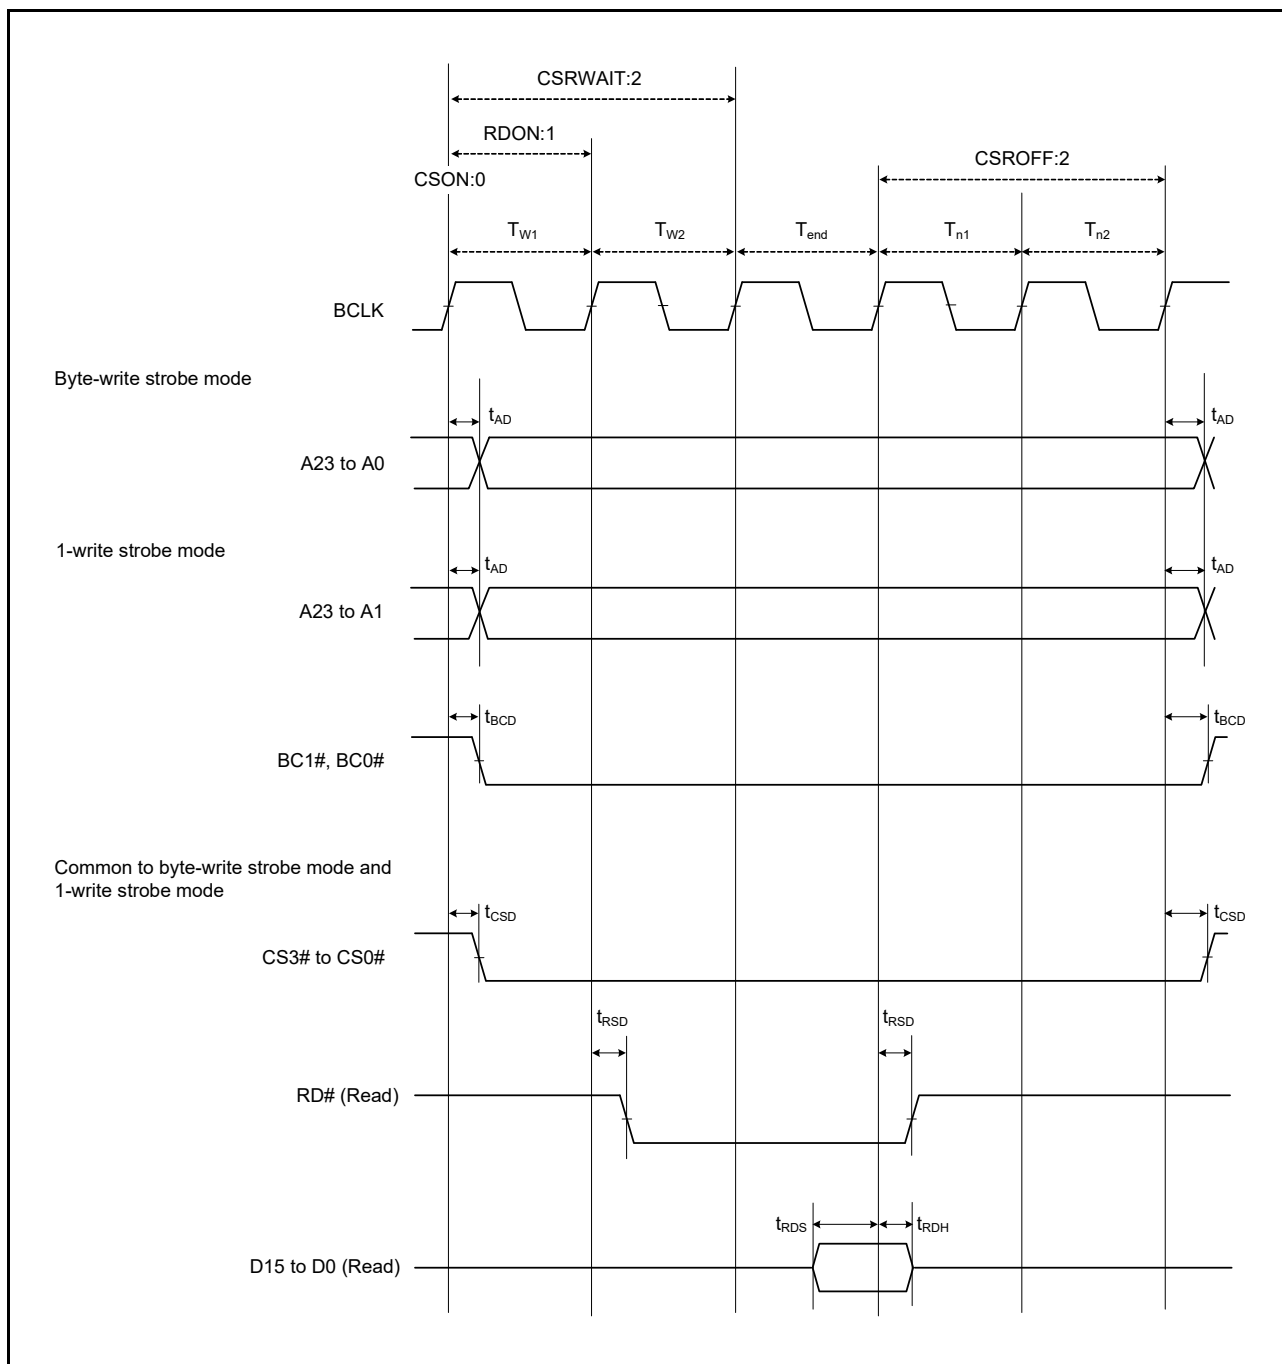 CSRWAIT:2
RDON:1
CSROFF:2
CSON:0
TW1 TW2 Tend Tn1 Tn2
BCLK
Byte-write strobe mode
tAD tAD
A23 to A0
1-write strobe mode
tAD tAD
A23 to A1
tBCD tBCD
BC1#, BC0#
Common to byte-write strobe mode and
1-write strobe mode
tCSD tCSD
CS3# to CS0#
tRSD tRSD
RD# (Read)
tRDS tRDH
D15 to D0 (Read)